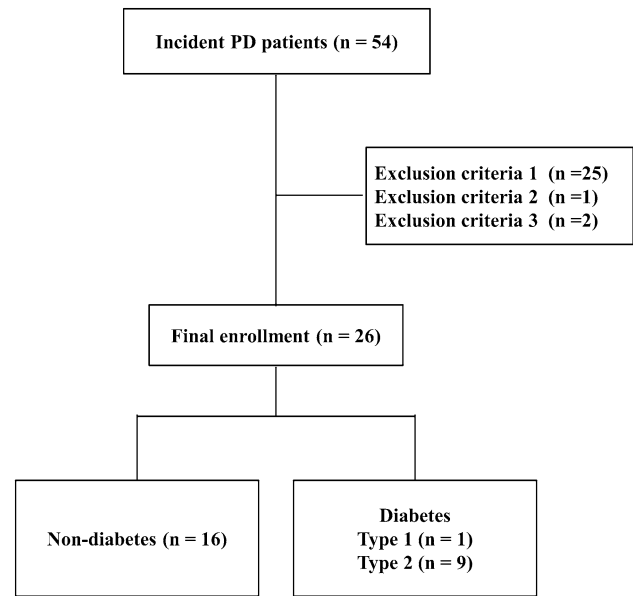 Incident PD patients (n = 54)
Exclusion criteria 1 (n =25)
Exclusion criteria 2 (n =1)
Exclusion criteria 3 (n =2)
Final enrollment (n = 26)
Non-diabetes (n = 16)
Diabetes
Type 1 (n = 1)
Type 2 (n = 9)